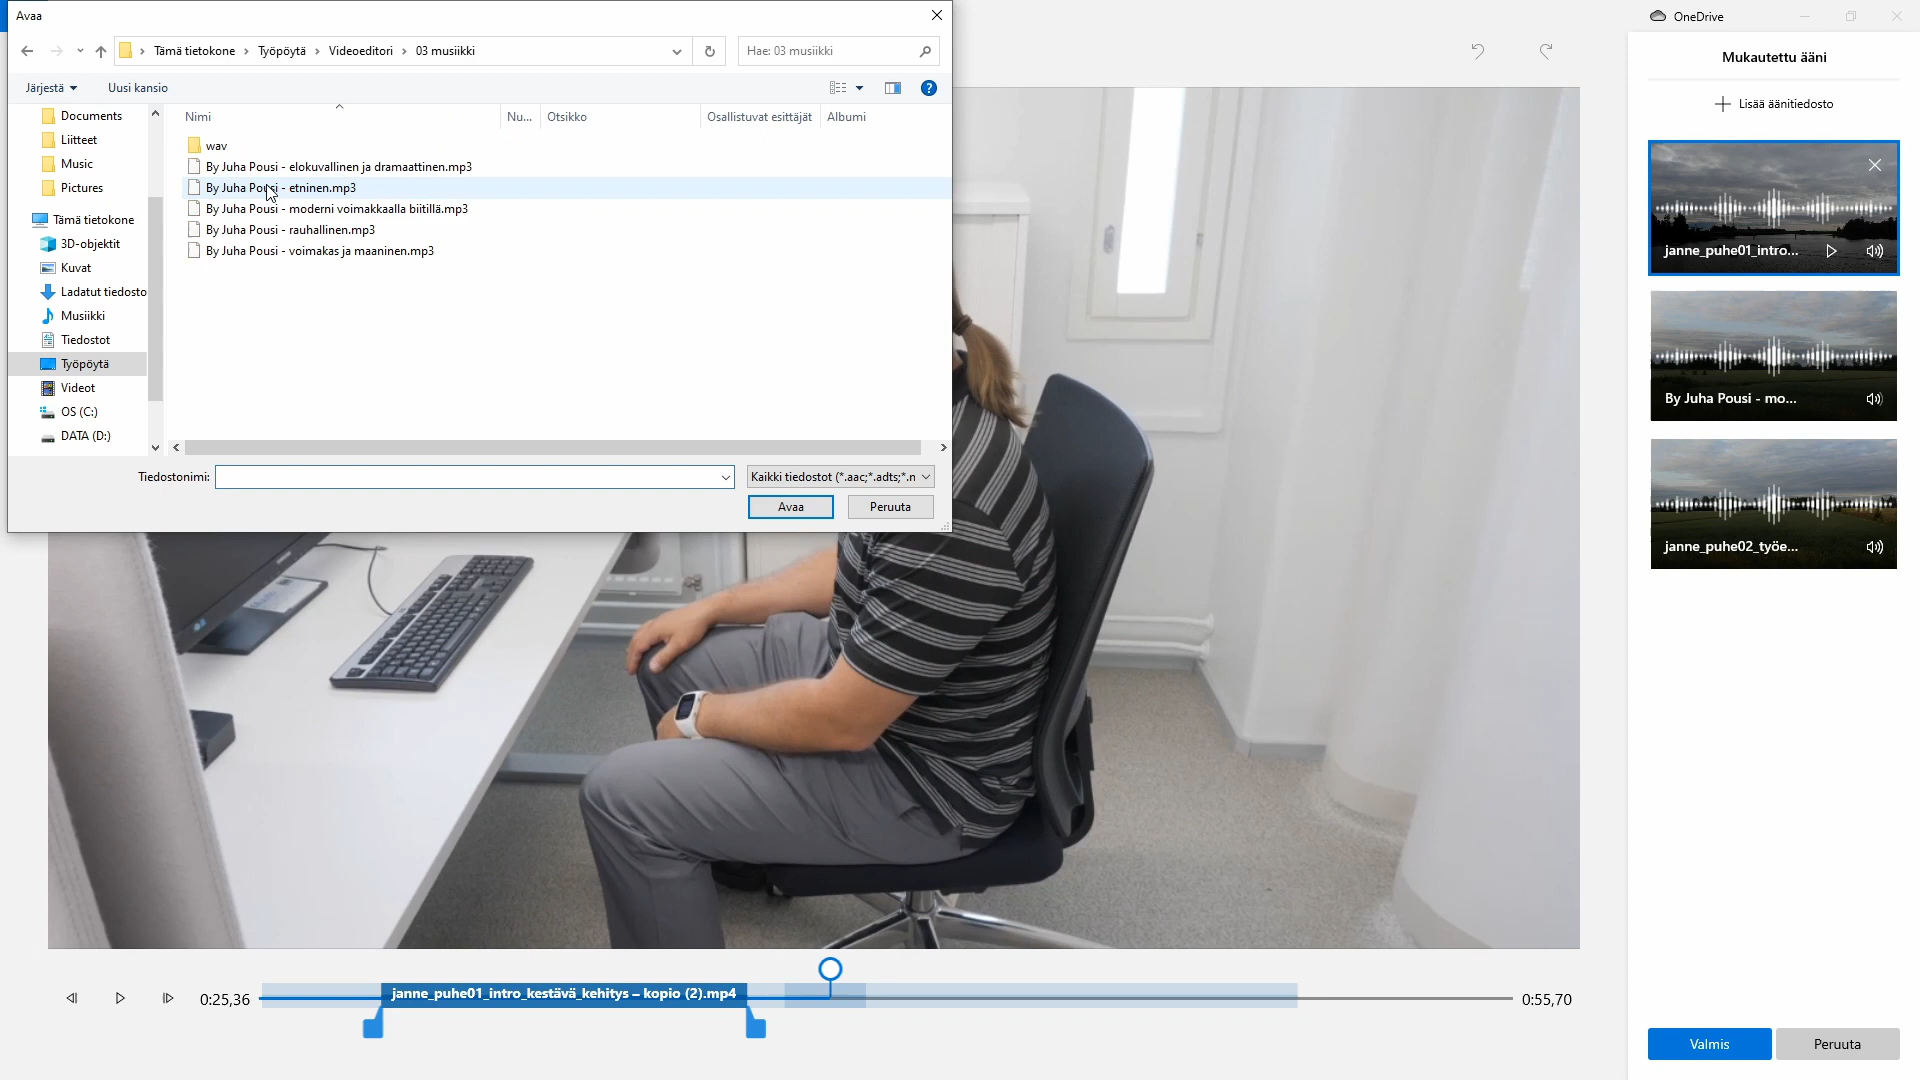 Avaa
Tämä tietokone > Työpöytä > Videoeditori > 03 musiikki
Hae: 03 musiikki
Järjestä
Uusi kansio
Documents
Liitteet
Music
Pictures
Tämä tietokone
3D-objektit
Kuvat
Ladatut tiedosto
Musiikki
Tiedostot
Työpöytä
Videot
OS (C:)
DATA (D:)
Nimi
Nu...
Otsikko
Osallistuvat esittäjät
Albumi
wav
By Juha Pousi - elokuvallinen ja dramaattinen.mp3
By Juha Pousi - etninen.mp3
By Juha Pousi - moderni voimakkaalla biitillä.mp3
By Juha Pousi - rauhallinen.mp3
By Juha Pousi - voimakas ja maaninen.mp3
Tiedostonimi:
Kaikki tiedostot (*.aac;*.adts;*.n
Avaa
Peruuta
OneDrive
Mukautettu ääni
Lisää äänitiedosto
janne_puhe01_intro...
By Juha Pousi - mo...
janne_puhe02_työe...
0:25,36
janne_puhe01_intro_kestävä_kehitys – kopio (2).mp4
0:55,70
Valmis
Peruuta